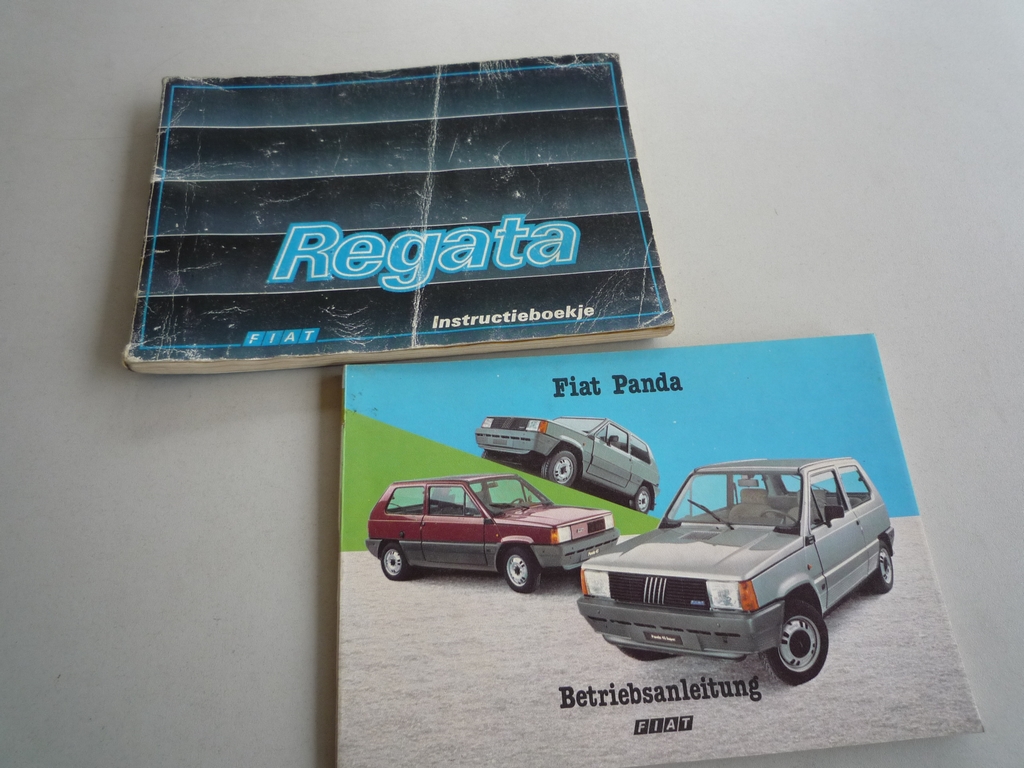 Regata
Instructieboekje
FIAT
Fiat Panda
Betriebsanleitung
FIAT